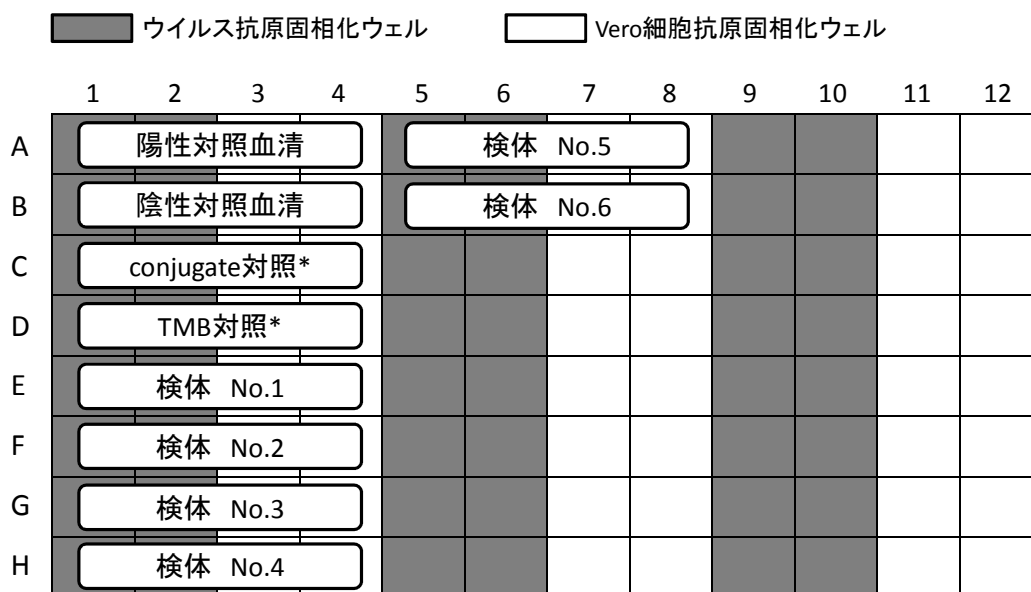 ウイルス抗原固相化ウェル Vero細胞抗原固相化ウェル
1 2 3 4 5 6 7 8 9 10 11 12
A 陽性対照血清 検体 No.5
B 陰性対照血清 検体 No.6
C conjugate対照*
D TMB対照*
E 検体 No.1
F 検体 No.2
G 検体 No.3
H 検体 No.4